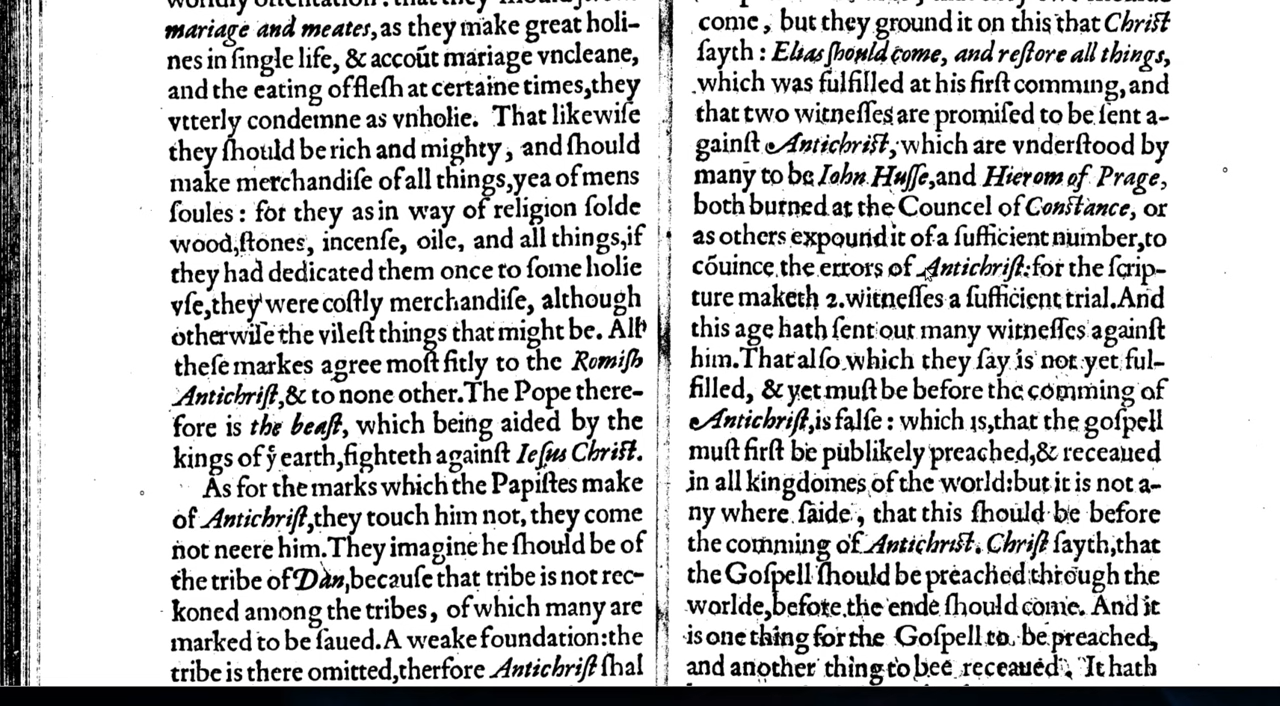 mariage and meates, as they make great holi-
nes in ſingle life, & accoūt mariage vncleane,
and the eating of fleſh at certaine times, they
vtterly condemne as vnholie. That likewiſe
they ſhould be rich and mighty, and ſhould
make merchandiſe of all things, yea of mens
ſoules : for they as in way of religion ſolde
wood, ſtones, incenſe, oile, and all things, if
they had dedicated them once to ſome holie
vſe, they were coſtly merchandiſe, although
otherwiſe the vileſt things that might be. All
theſe markes agree moſt fitly to the Romiſh
Antichriſt, & to none other. The Pope there-
fore is the beaſt, which being aided by the
kings of yͤ earth, fighteth againſt Ieſus Chriſt.
As for the marks which the Papiſtes make
of Antichriſt, they touch him not, they come
not neere him. They imagine he ſhould be of
the tribe of Dan, becauſe that tribe is not rec-
koned among the tribes, of which many are
marked to be ſaued. A weake foundation: the
tribe is there omitted, therfore Antichriſt ſhal
come, but they ground it on this that Chriſt
ſayth : Elias ſhould come, and reſtore all things,
which was fulfilled at his firſt comming, and
that two witneſſes are promiſed to be ſent a-
gainſt Antichriſt, which are vnderſtood by
many to be Iohn Huſſe, and Hierom of Prage,
both burned at the Councel of Conſtance, or
as others expound it of a ſufficient number, to
cōuince the errors of Antichriſt: for the ſcrip-
ture maketh 2. witneſſes a ſufficient trial. And
this age hath ſent out many witneſſes againſt
him. That alſo which they ſay is not yet ful-
filled, & yet muſt be before the comming of
Antichriſt, is falſe : which is, that the goſpell
muſt firſt be publikely preached, & receaued
in all kingdomes of the world: but it is not a-
ny where ſaide, that this ſhould be before
the comming of Antichriſt. Chriſt ſayth, that
the Goſpell ſhould be preached through the
worlde, before the ende ſhould come. And it
is one thing for the Goſpell to be preached,
and another thing to bee receaued. It hath